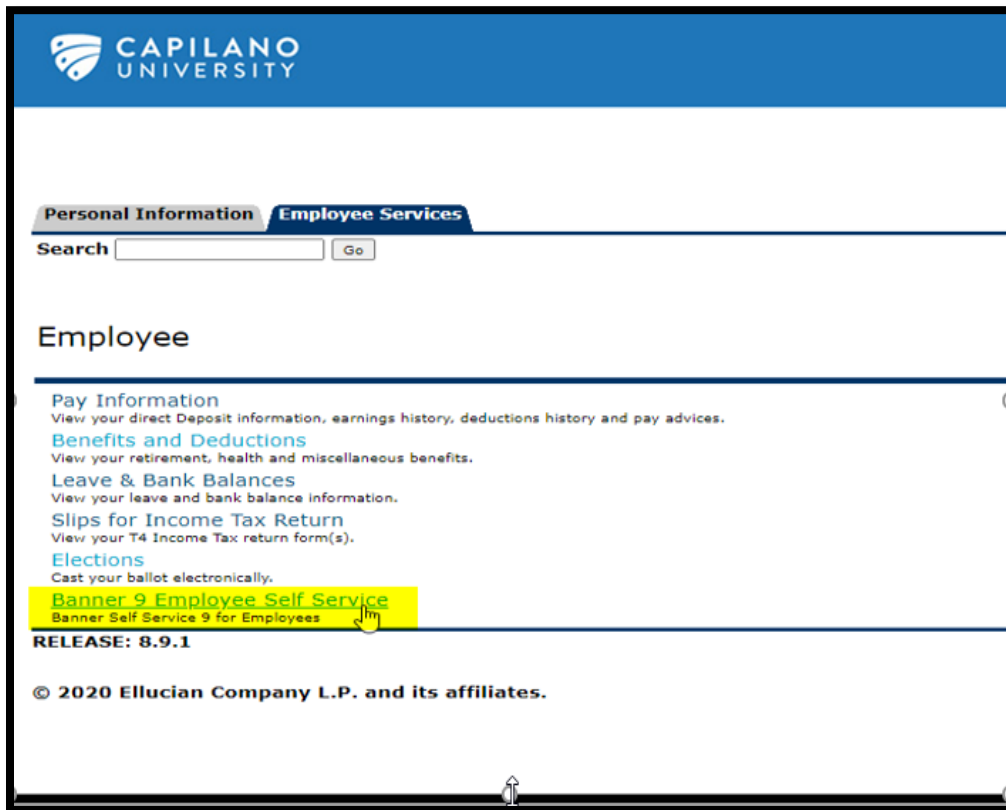 CAPILANO
UNIVERSITY
Personal Information Employee Services
Search Go
Employee
Pay Information
View your direct Deposit information, earnings history, deductions history and pay advices.
Benefits and Deductions
View your retirement, health and miscellaneous benefits.
Leave & Bank Balances
View your leave and bank balance information.
Slips for Income Tax Return
View your T4 Income Tax return form(s).
Elections
Cast your ballot electronically.
Banner 9 Employee Self Service
Banner Self Service 9 for Employees
RELEASE: 8.9.1
© 2020 Ellucian Company L.P. and its affiliates.